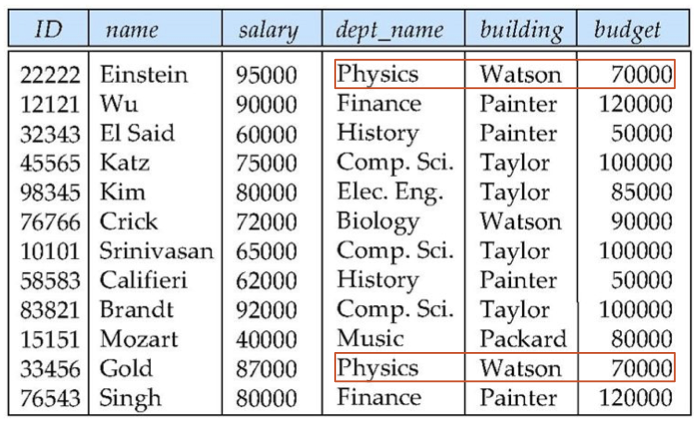 ID name salary dept_name building budget
22222 Einstein 95000 Physics Watson 70000
12121 Wu 90000 Finance Painter 120000
32343 El Said 60000 History Painter 50000
45565 Katz 75000 Comp. Sci. Taylor 100000
98345 Kim 80000 Elec. Eng. Taylor 85000
76766 Crick 72000 Biology Watson 90000
10101 Srinivasan 65000 Comp. Sci. Taylor 100000
58583 Califieri 62000 History Painter 50000
83821 Brandt 92000 Comp. Sci. Taylor 100000
15151 Mozart 40000 Music Packard 80000
33456 Gold 87000 Physics Watson 70000
76543 Singh 80000 Finance Painter 120000